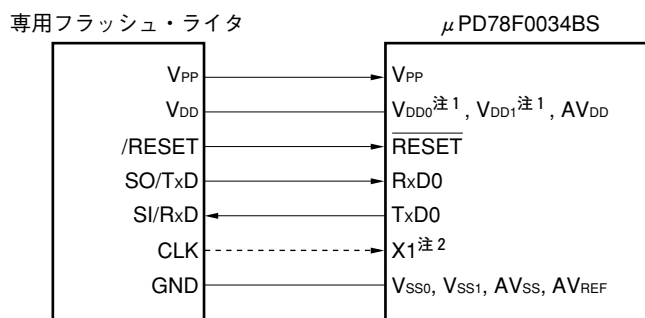 専用フラッシュ・ライタ μPD78F0034BS
VPP VPP
VDD VDD0注1, VDD1注1, AVDD
/RESET RESET
SO/TxD RxD0
SI/RxD TxD0
CLK X1注2
GND VSS0, VSS1, AVSS, AVREF